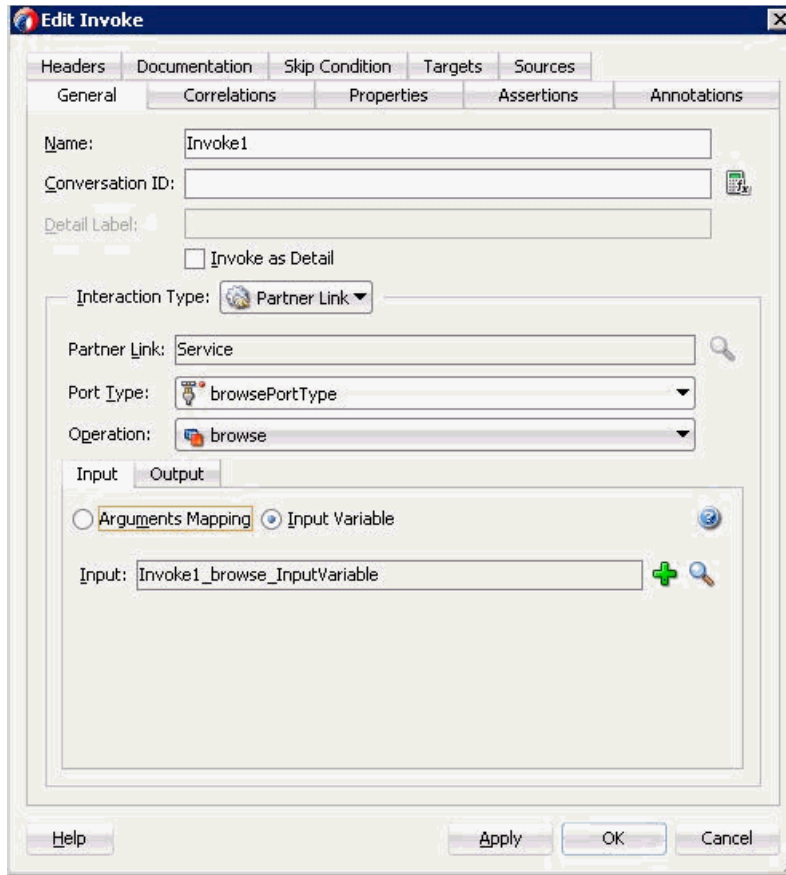 Edit Invoke
Headers Documentation Skip Condition Targets Sources
General Correlations Properties Assertions Annotations
Name: Invoke1
Conversation ID:
Detail Label:
Invoke as Detail
Interaction Type: Partner Link
Partner Link: Service
Port Type: browsePortType
Operation: browse
Input Output
Arguments Mapping Input Variable
Input: Invoke1_browse_InputVariable
Help Apply OK Cancel